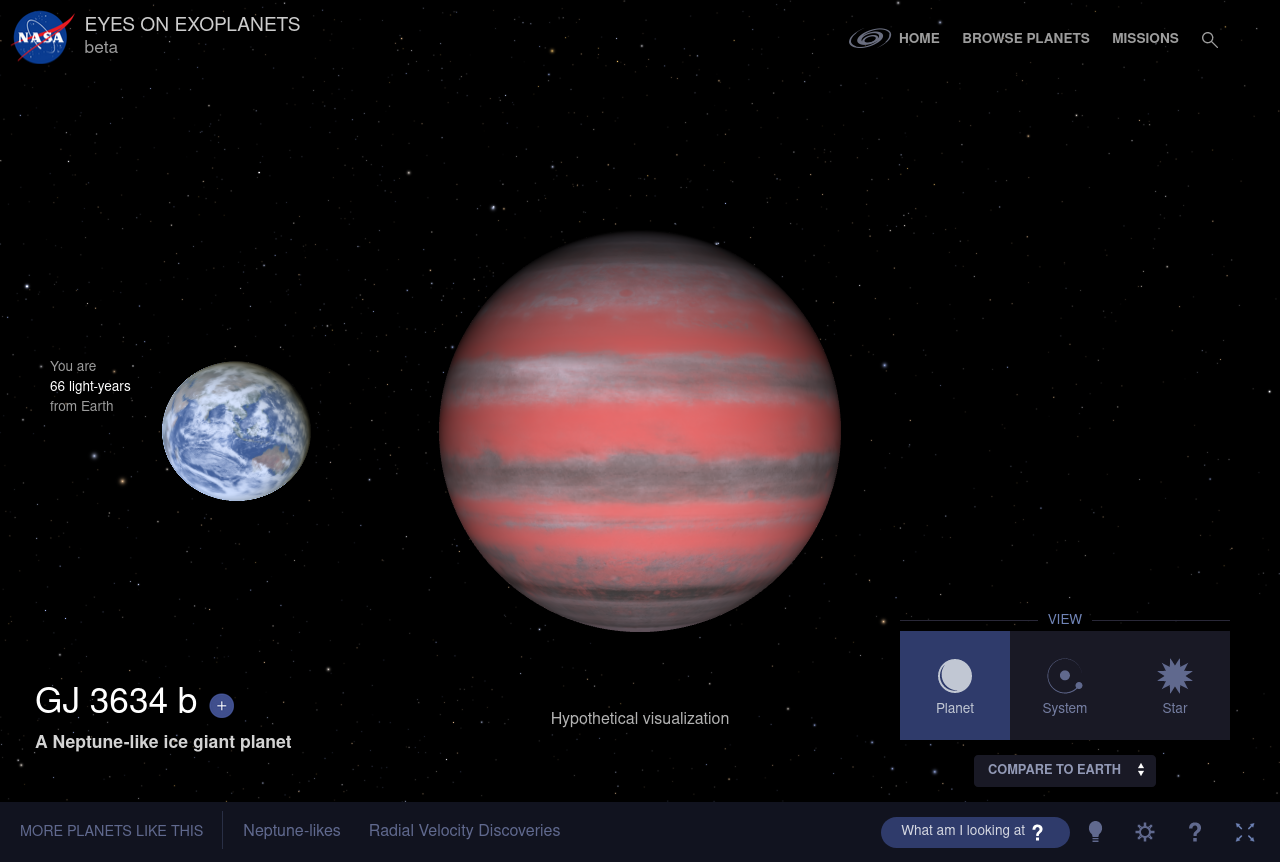 NASA
EYES ON EXOPLANETS
beta
HOME
BROWSE PLANETS
MISSIONS
You are
66 light-years
from Earth
VIEW
Planet
System
Star
GJ 3634 b +
A Neptune-like ice giant planet
Hypothetical visualization
COMPARE TO EARTH
MORE PLANETS LIKE THIS
Neptune-likes
Radial Velocity Discoveries
What am I looking at ?
?